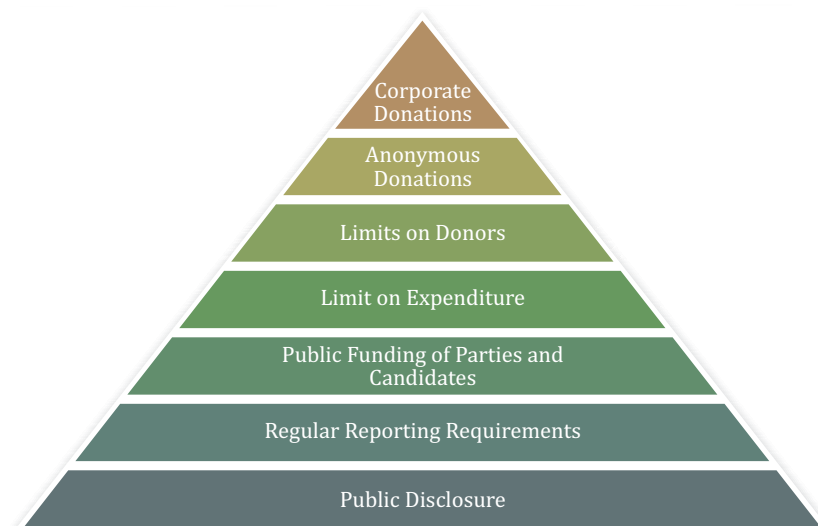 Corporate
Donations
Anonymous
Donations
Limits on Donors
Limit on Expenditure
Public Funding of Parties and
Candidates
Regular Reporting Requirements
Public Disclosure